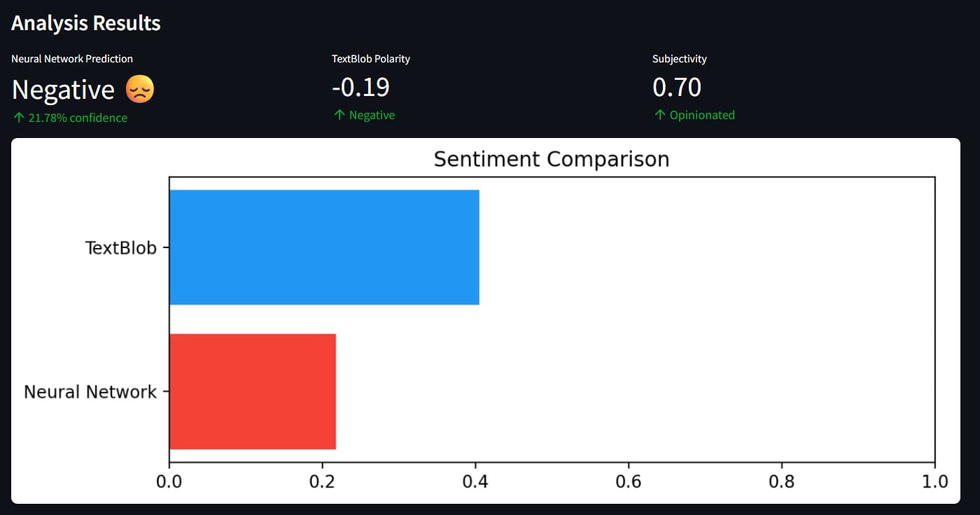 Analysis Results
Neural Network Prediction
Negative 😞
↑ 21.78% confidence
TextBlob Polarity
-0.19
↑ Negative
Subjectivity
0.70
↑ Opinionated
Sentiment Comparison
TextBlob
Neural Network
0.0 0.2 0.4 0.6 0.8 1.0